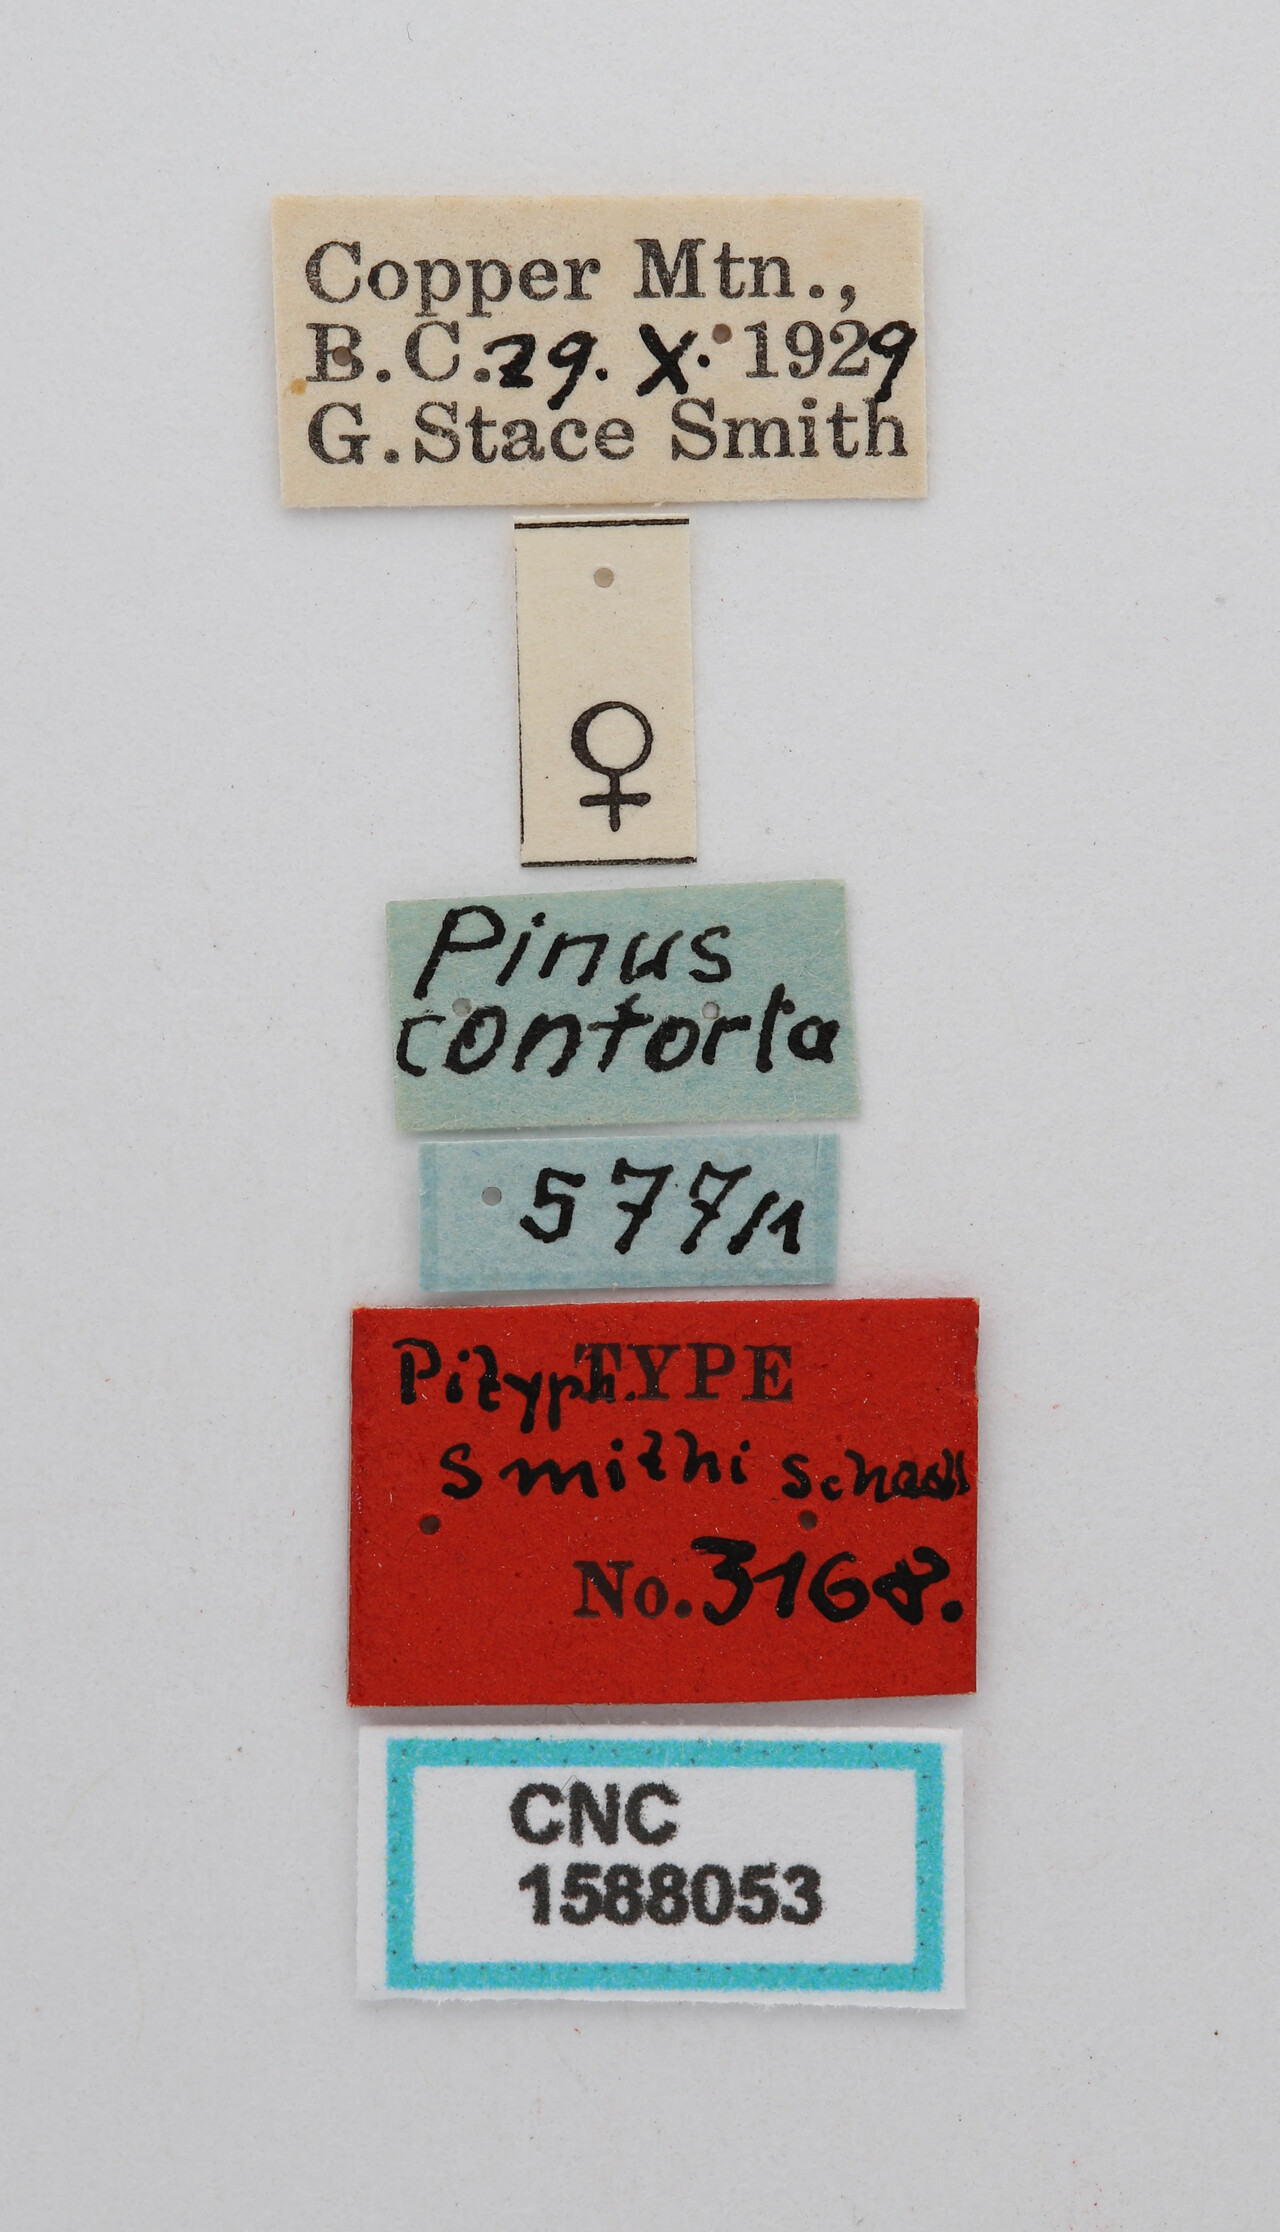 Copper Mtn.,
B.C. 29. X. 1929
G. Stace Smith
♀
Pinus
contorta
577/1
TYPE
Pityph.
smithi Schedl
No. 3168.
CNC
1588053